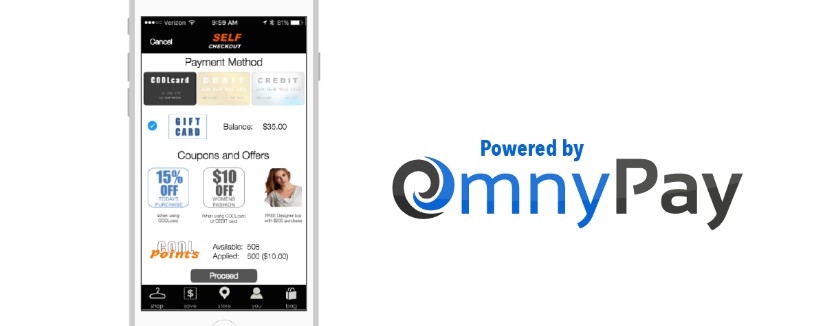 Verizon 9:59 AM 81%
Cancel
SELF
CHECKOUT
Payment Method
COOLcard DEBIT CREDIT
GIFT
CARD
Balance: $35.00
Coupons and Offers
15%
OFF
TODAYS
PURCHASE
$10
OFF
WOMENS
FASHION
when using
COOLcard
When using COOLcard
or DEBIT card
FREE Designer top
with $200 purchase
COOL
Points
Available: 508
Applied: 500 ($10.00)
Proceed
shop save store you bag
Powered by
OmnyPay